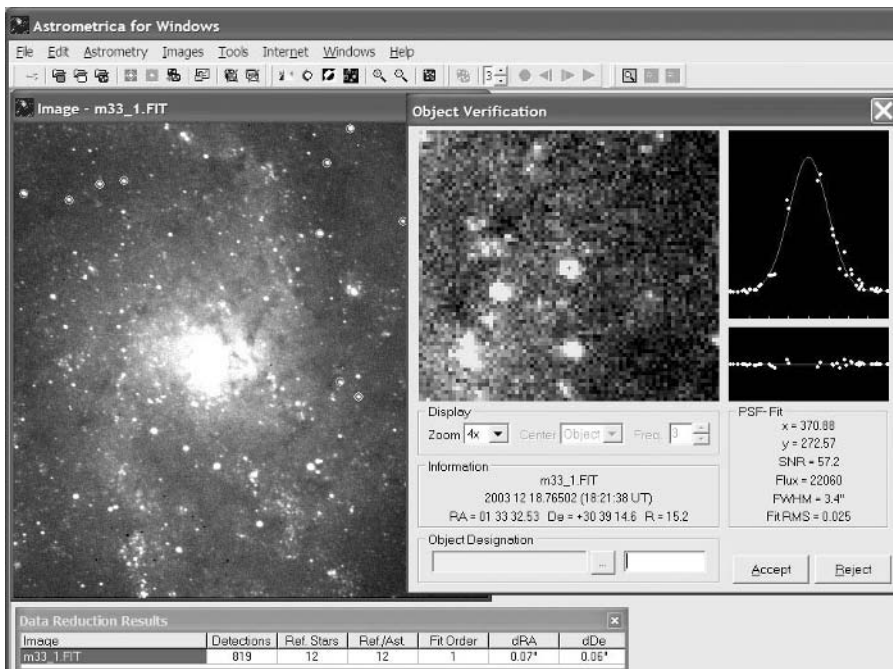 Astrometrica for Windows
File Edit Astrometry Images Tools Internet Windows Help
3
Image - m33_1.FIT
Object Verification
Display
Zoom 4x Center Object Freq. 3
Information
m33_1.FIT
2003 12 18.76502 (18:21:38 UT)
RA = 01 33 32.53 De = +30 39 14.6 R = 15.2
Object Designation
...
PSF-Fit
x = 370.88
y = 272.57
SNR = 57.2
Flux = 22060
FWHM = 3.4"
Fit RMS = 0.025
Accept Reject
Data Reduction Results
Image Detections Ref. Stars Ref./Ast. Fit Order dRA dDe
m33_1.FIT 819 12 12 1 0.07" 0.06"